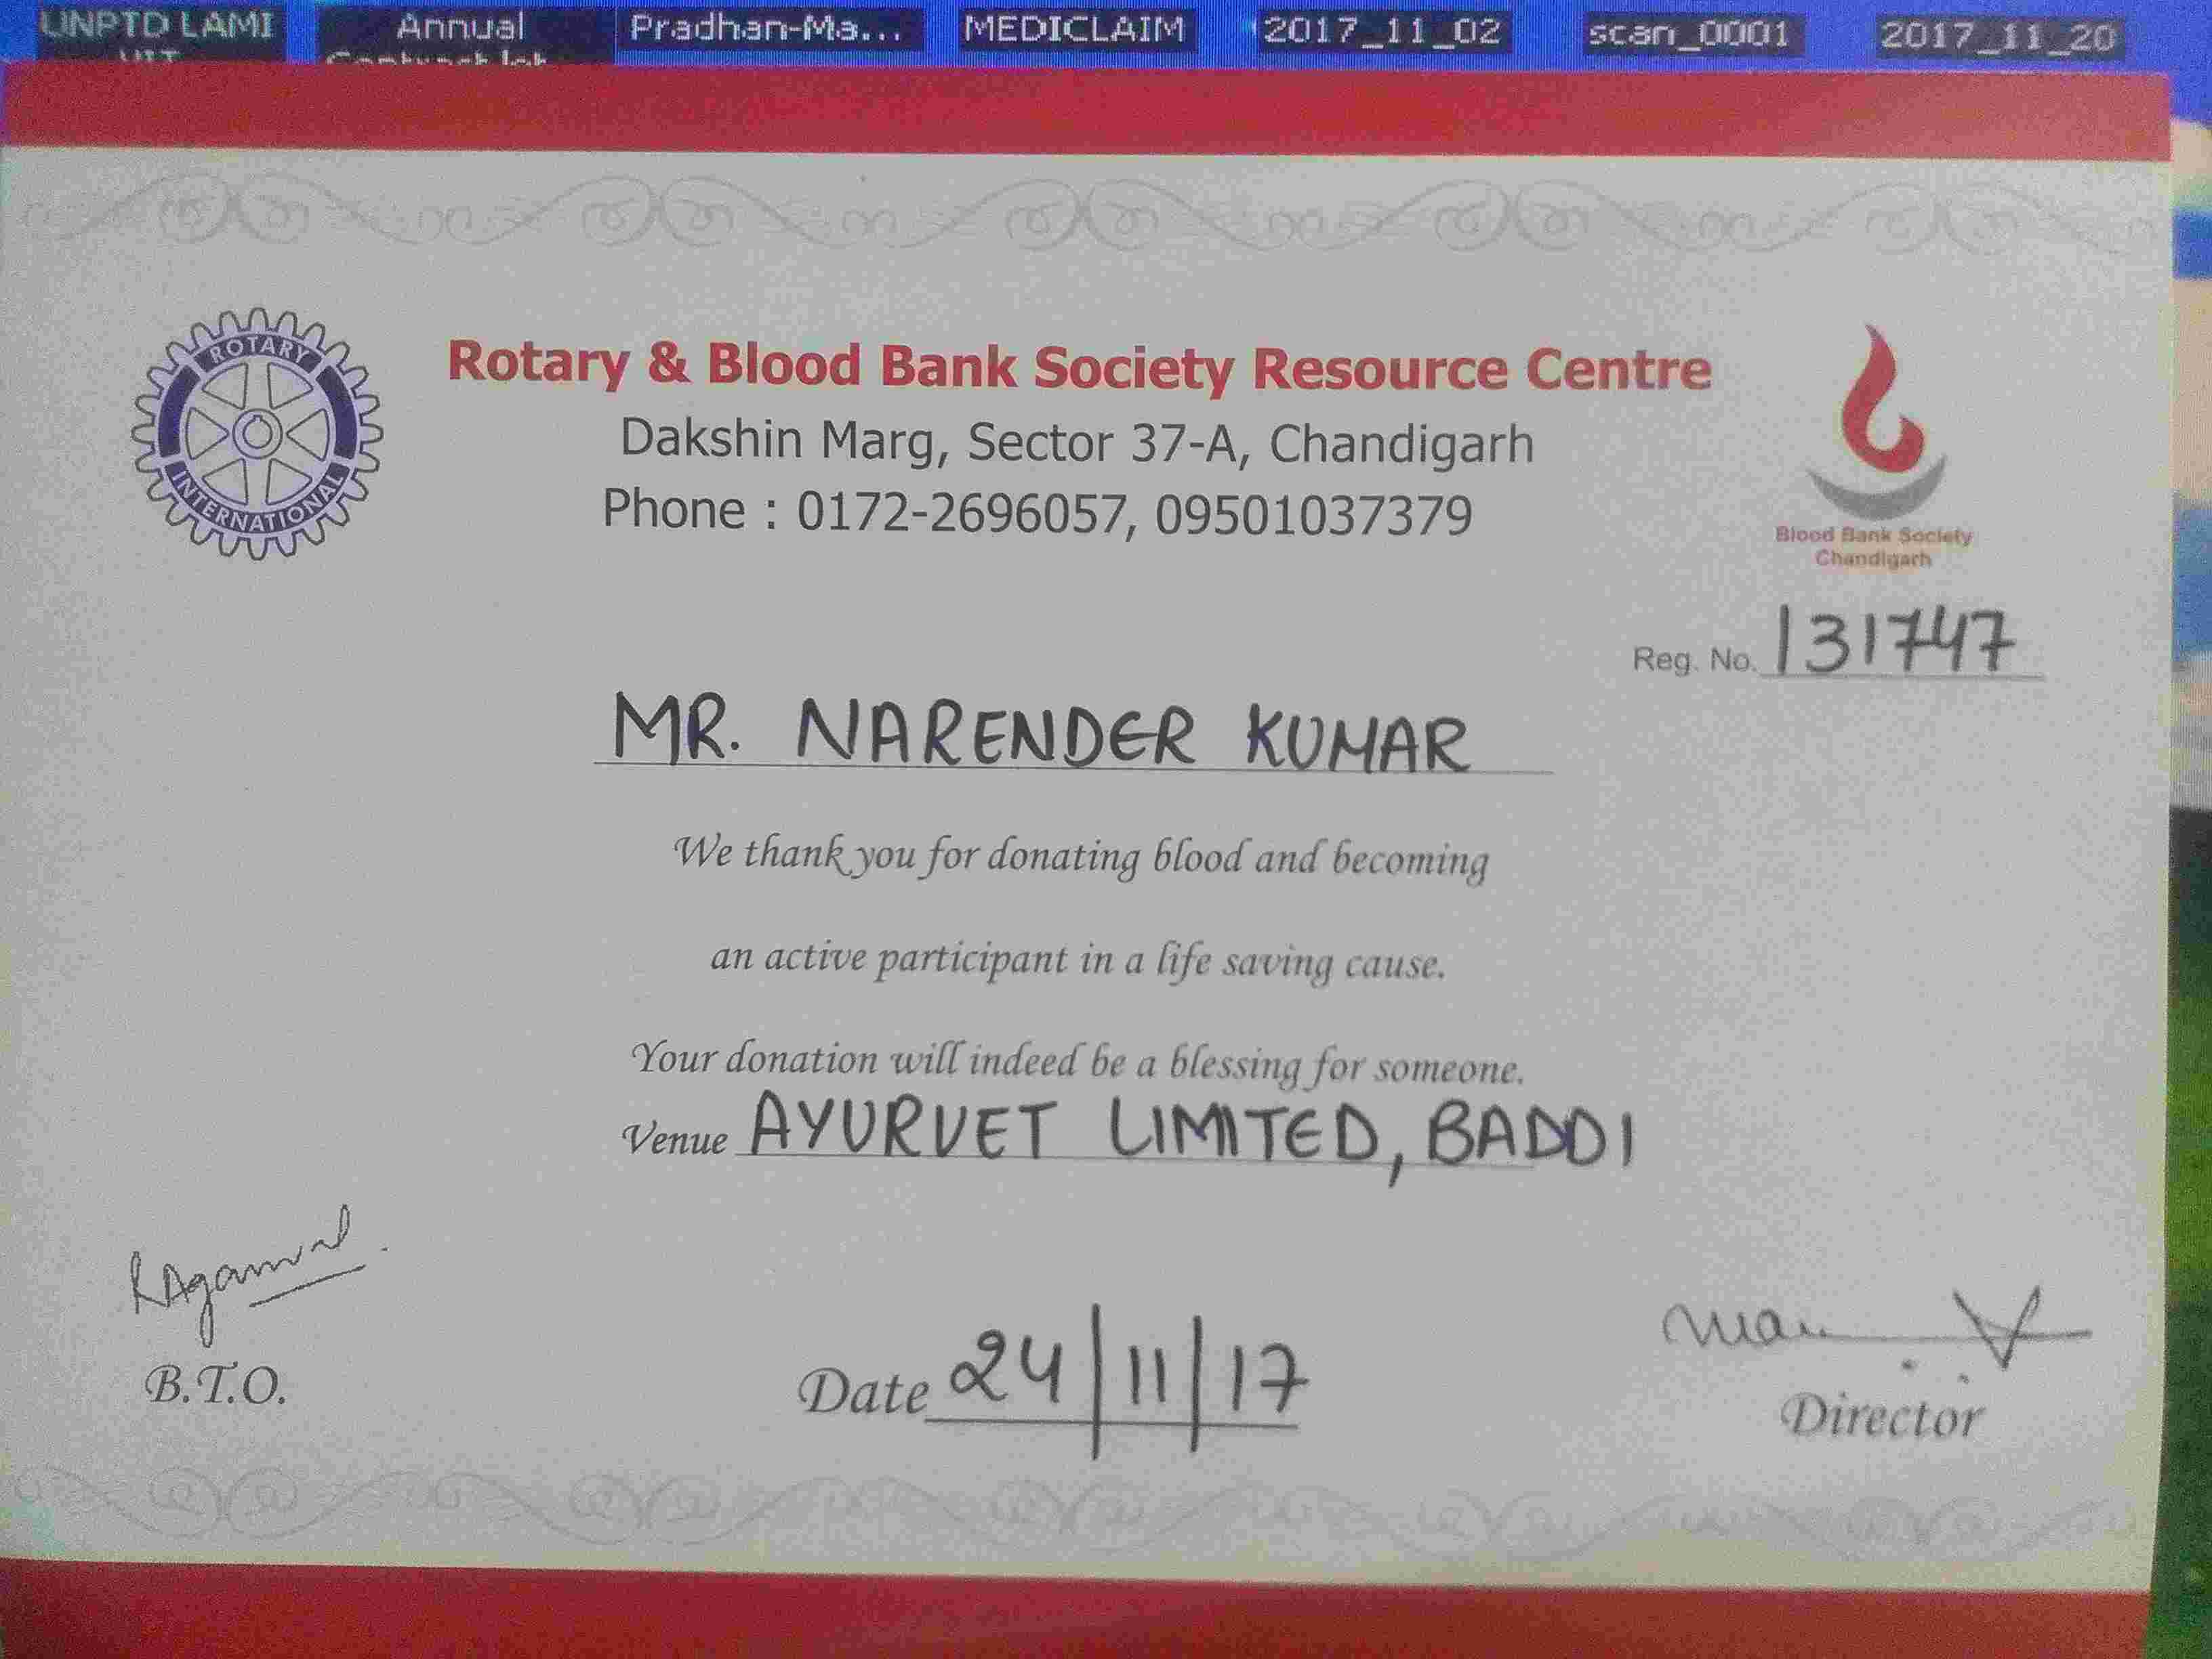 UNPTD LAMI Annual Pradhan-Ma... MEDICLAIM 2017_11_02 scan_0001 2017_11_20
ROTARY
INTERNATIONAL
Rotary & Blood Bank Society Resource Centre
Dakshin Marg, Sector 37-A, Chandigarh
Phone : 0172-2696057, 09501037379
Blood Bank Society
Chandigarh
Reg. No. 131747
MR. NARENDER KUMAR
We thank you for donating blood and becoming
an active participant in a life saving cause.
Your donation will indeed be a blessing for someone.
Venue AYURVET LIMITED, BADDI
RAgarwal
B.T.O.
Date 24/11/17
Director